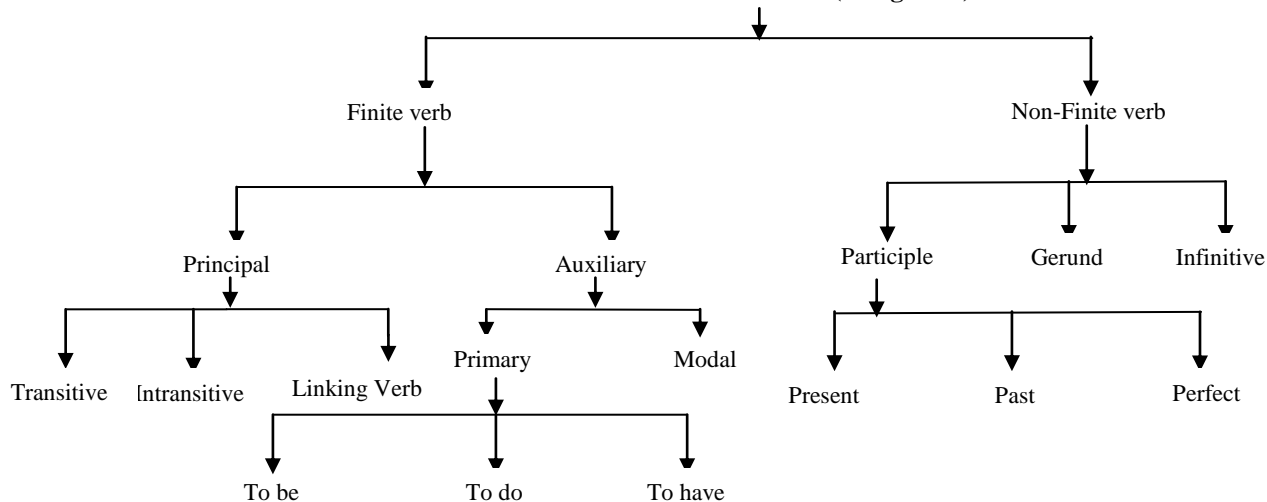 Finite verb Non-Finite verb
Principal Auxiliary Participle Gerund Infinitive
Primary Modal
Transitive Intransitive Linking Verb Present Past Perfect
To be To do To have